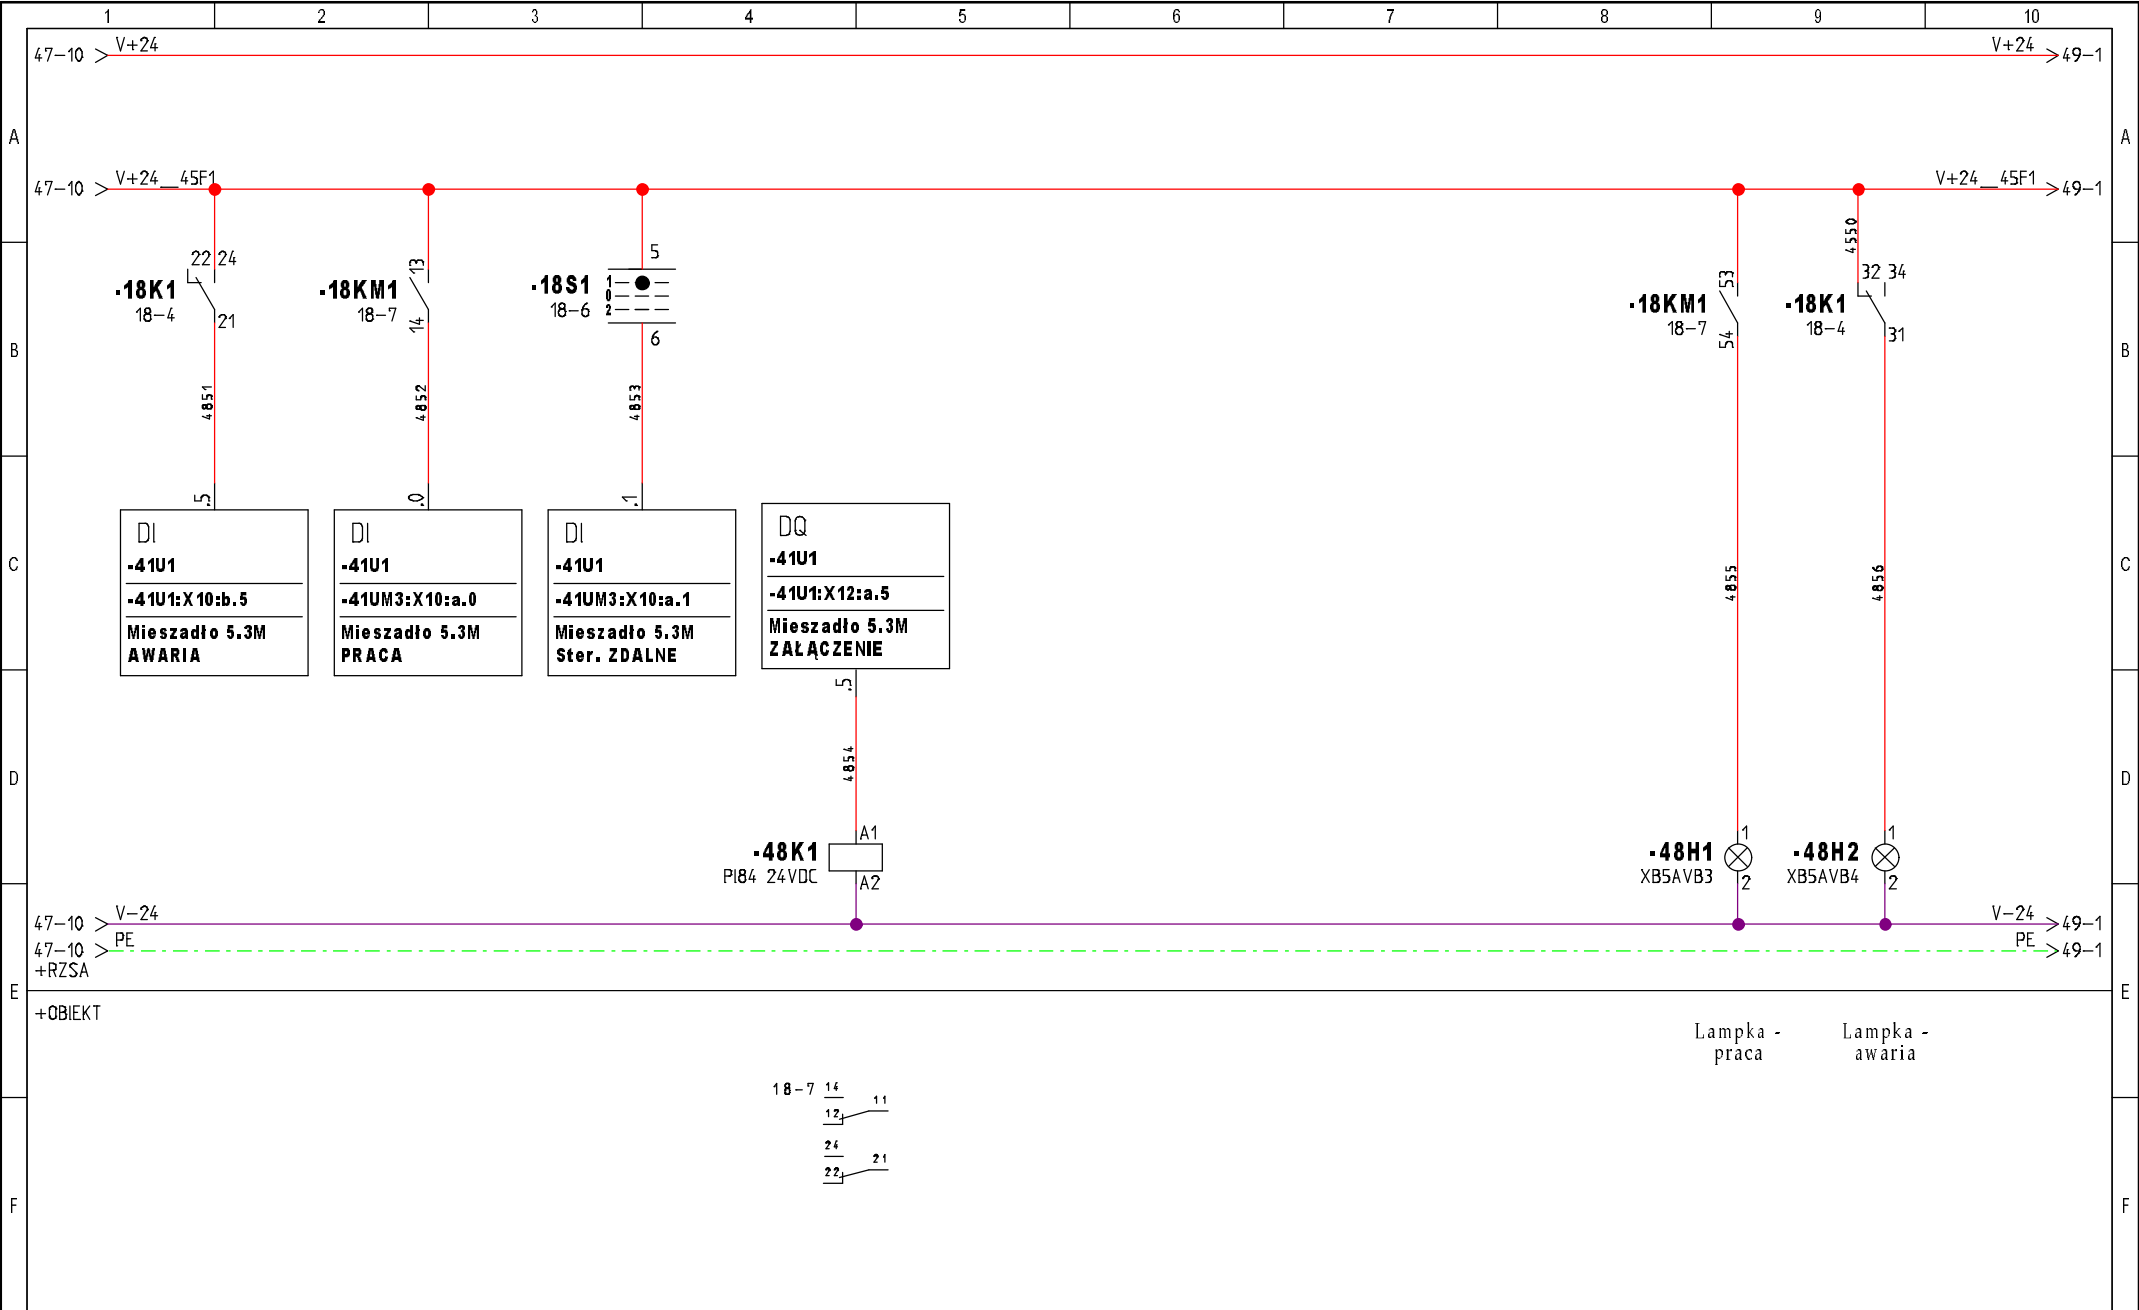 1 2 3 4 5 6 7 8 9 10
47-10 V+24 V+24 49-1
A A
47-10 V+24__45F1 V+24__45F1 49-1
4550
22 24 13 5 53 32 34
-18K1 -18KM1 -18S1 1 0 2 -18KM1 -18K1
18-4 18-7 18-6 18-7 18-4
21 14 6 54 31
B B
4851 4852 4853
.5 .0 .1
DI
-41U1
-41U1:X10:b.5
Mieszadło 5.3M
AWARIA
DI
-41U1
-41UM3:X10:a.0
Mieszadło 5.3M
PRACA
DI
-41U1
-41UM3:X10:a.1
Mieszadło 5.3M
Ster. ZDALNE
DQ
-41U1
-41U1:X12:a.5
Mieszadło 5.3M
ZAŁĄCZENIE
C C
4855 4856
.5
4854
D D
A1 1 1
-48K1 -48H1 -48H2
PI84 24VDC XB5AVB3 XB5AVB4
A2 2 2
47-10 V-24 V-24 49-1
47-10 PE PE 49-1
+RZSA
E E
+OBIEKT
Lampka -
praca
Lampka -
awaria
18-7 14
12 11
24
22 21
F F